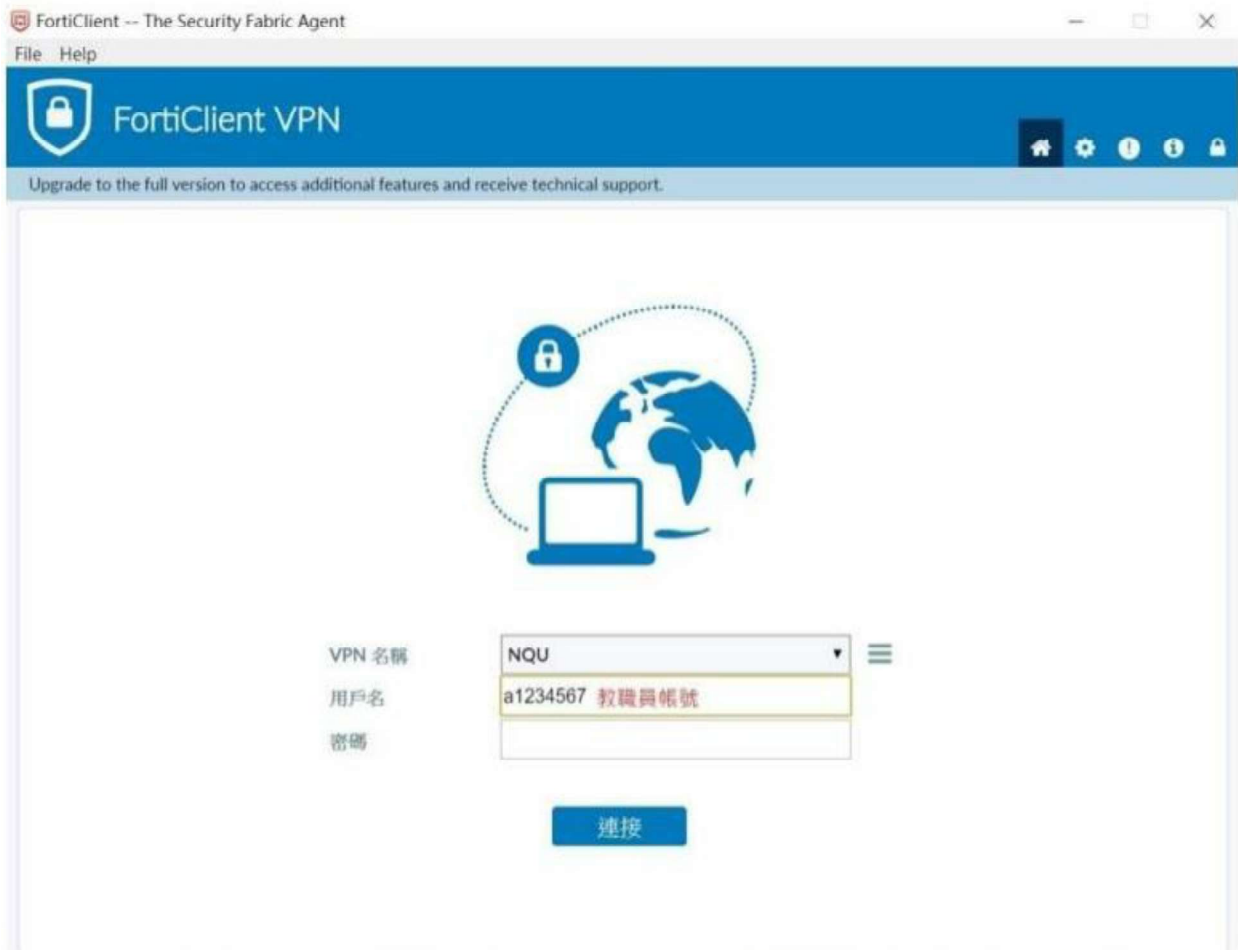 FortiClient -- The Security Fabric Agent
File Help
FortiClient VPN
Upgrade to the full version to access additional features and receive technical support.
VPN 名稱 NQU
用戶名 a1234567 教職員帳號
密碼
連接